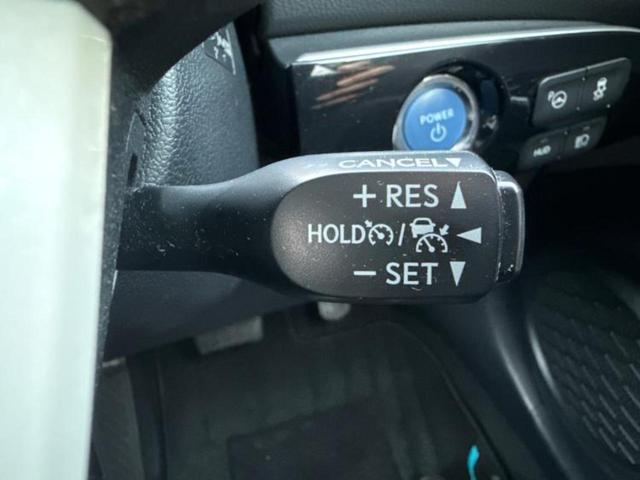 POWER
HUD
CANCEL▼
+ RES ▲
HOLD / ◀
− SET ▼